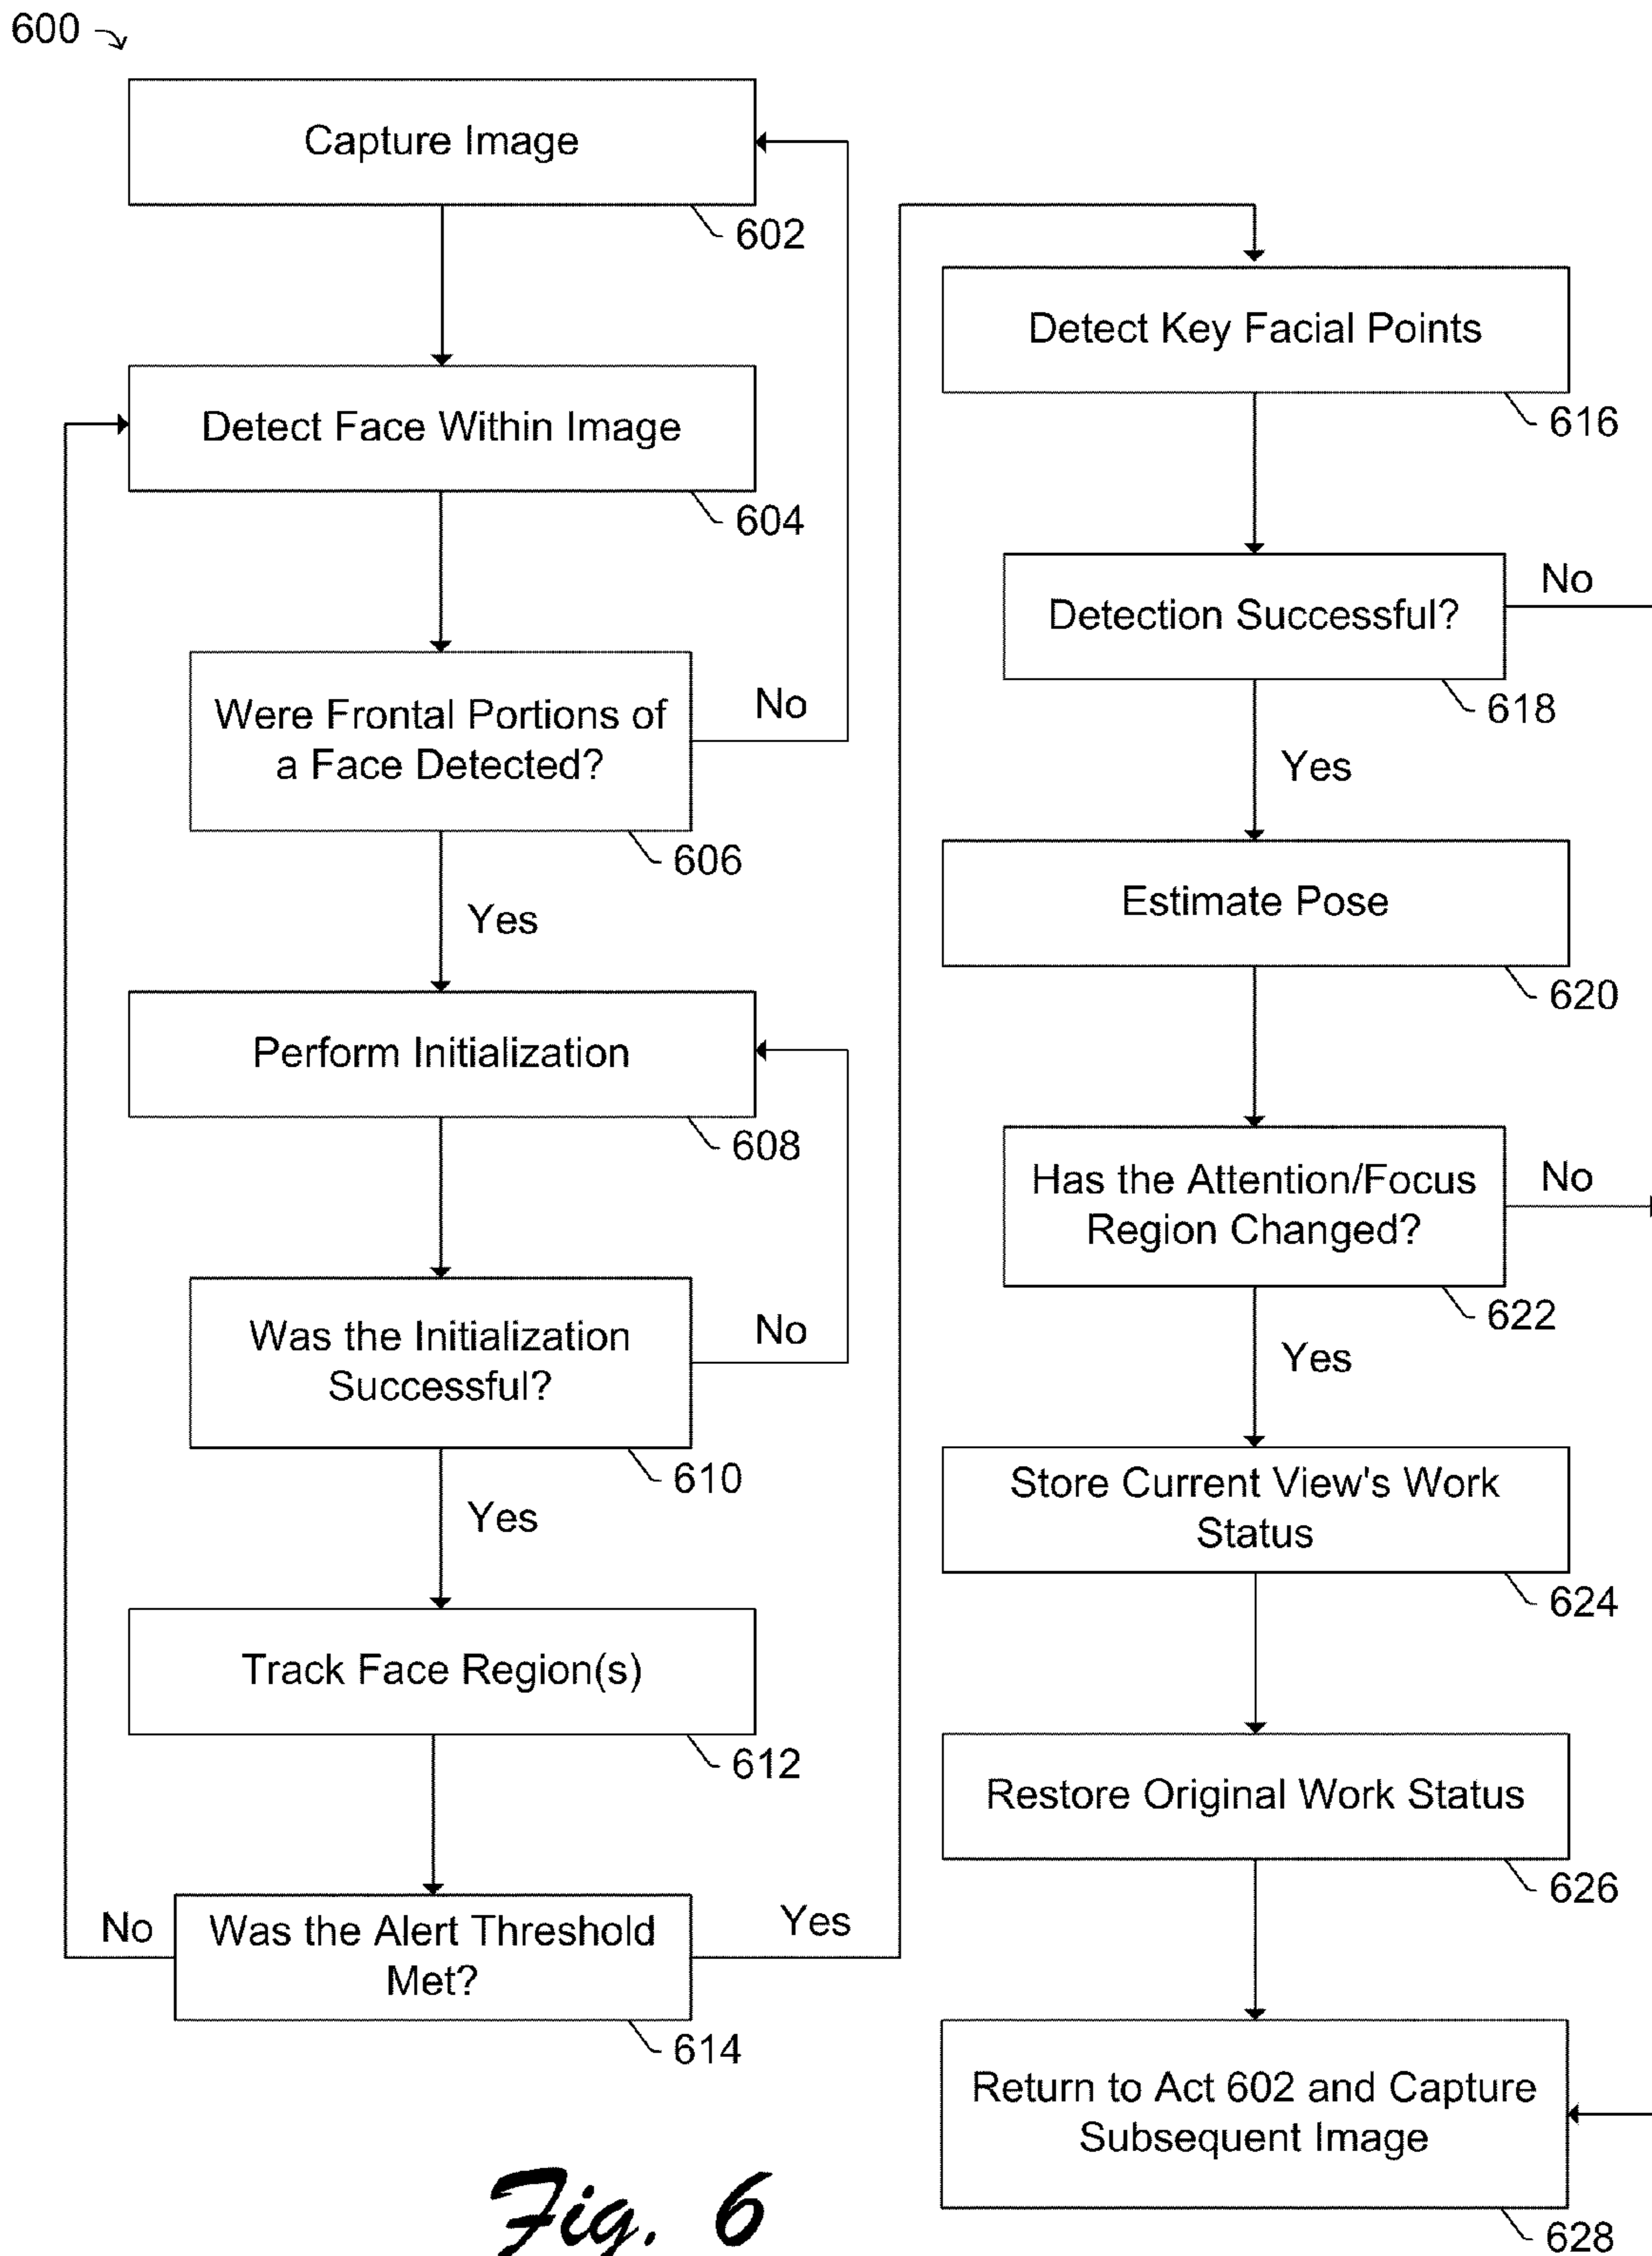 600
Capture Image
602
Detect Face Within Image
604
Were Frontal Portions of
a Face Detected?
No
606
Yes
Perform Initialization
608
Was the Initialization
Successful?
No
610
Yes
Track Face Region(s)
612
No
Was the Alert Threshold
Met?
Yes
614
Detect Key Facial Points
616
Detection Successful?
No
618
Yes
Estimate Pose
620
Has the Attention/Focus
Region Changed?
No
622
Yes
Store Current View's Work
Status
624
Restore Original Work Status
626
Return to Act 602 and Capture
Subsequent Image
628
Fig. 6